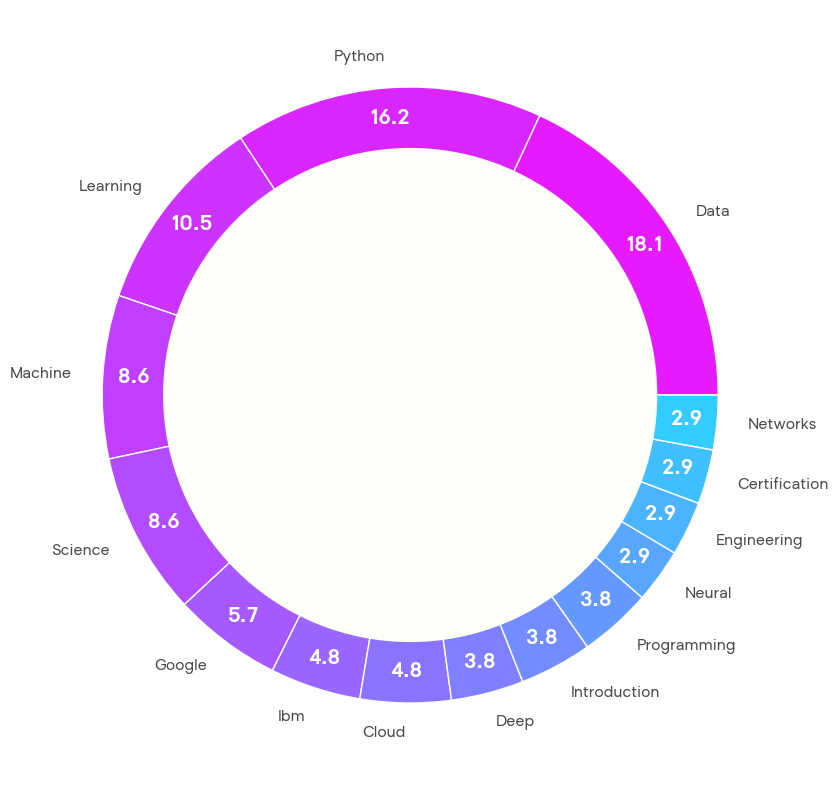 Python
16.2
Data
18.1
Learning
10.5
Machine
8.6
Science
8.6
Google
5.7
Ibm
4.8
Cloud
4.8
Deep
3.8
Introduction
3.8
Programming
3.8
Neural
2.9
Engineering
2.9
Certification
2.9
Networks
2.9